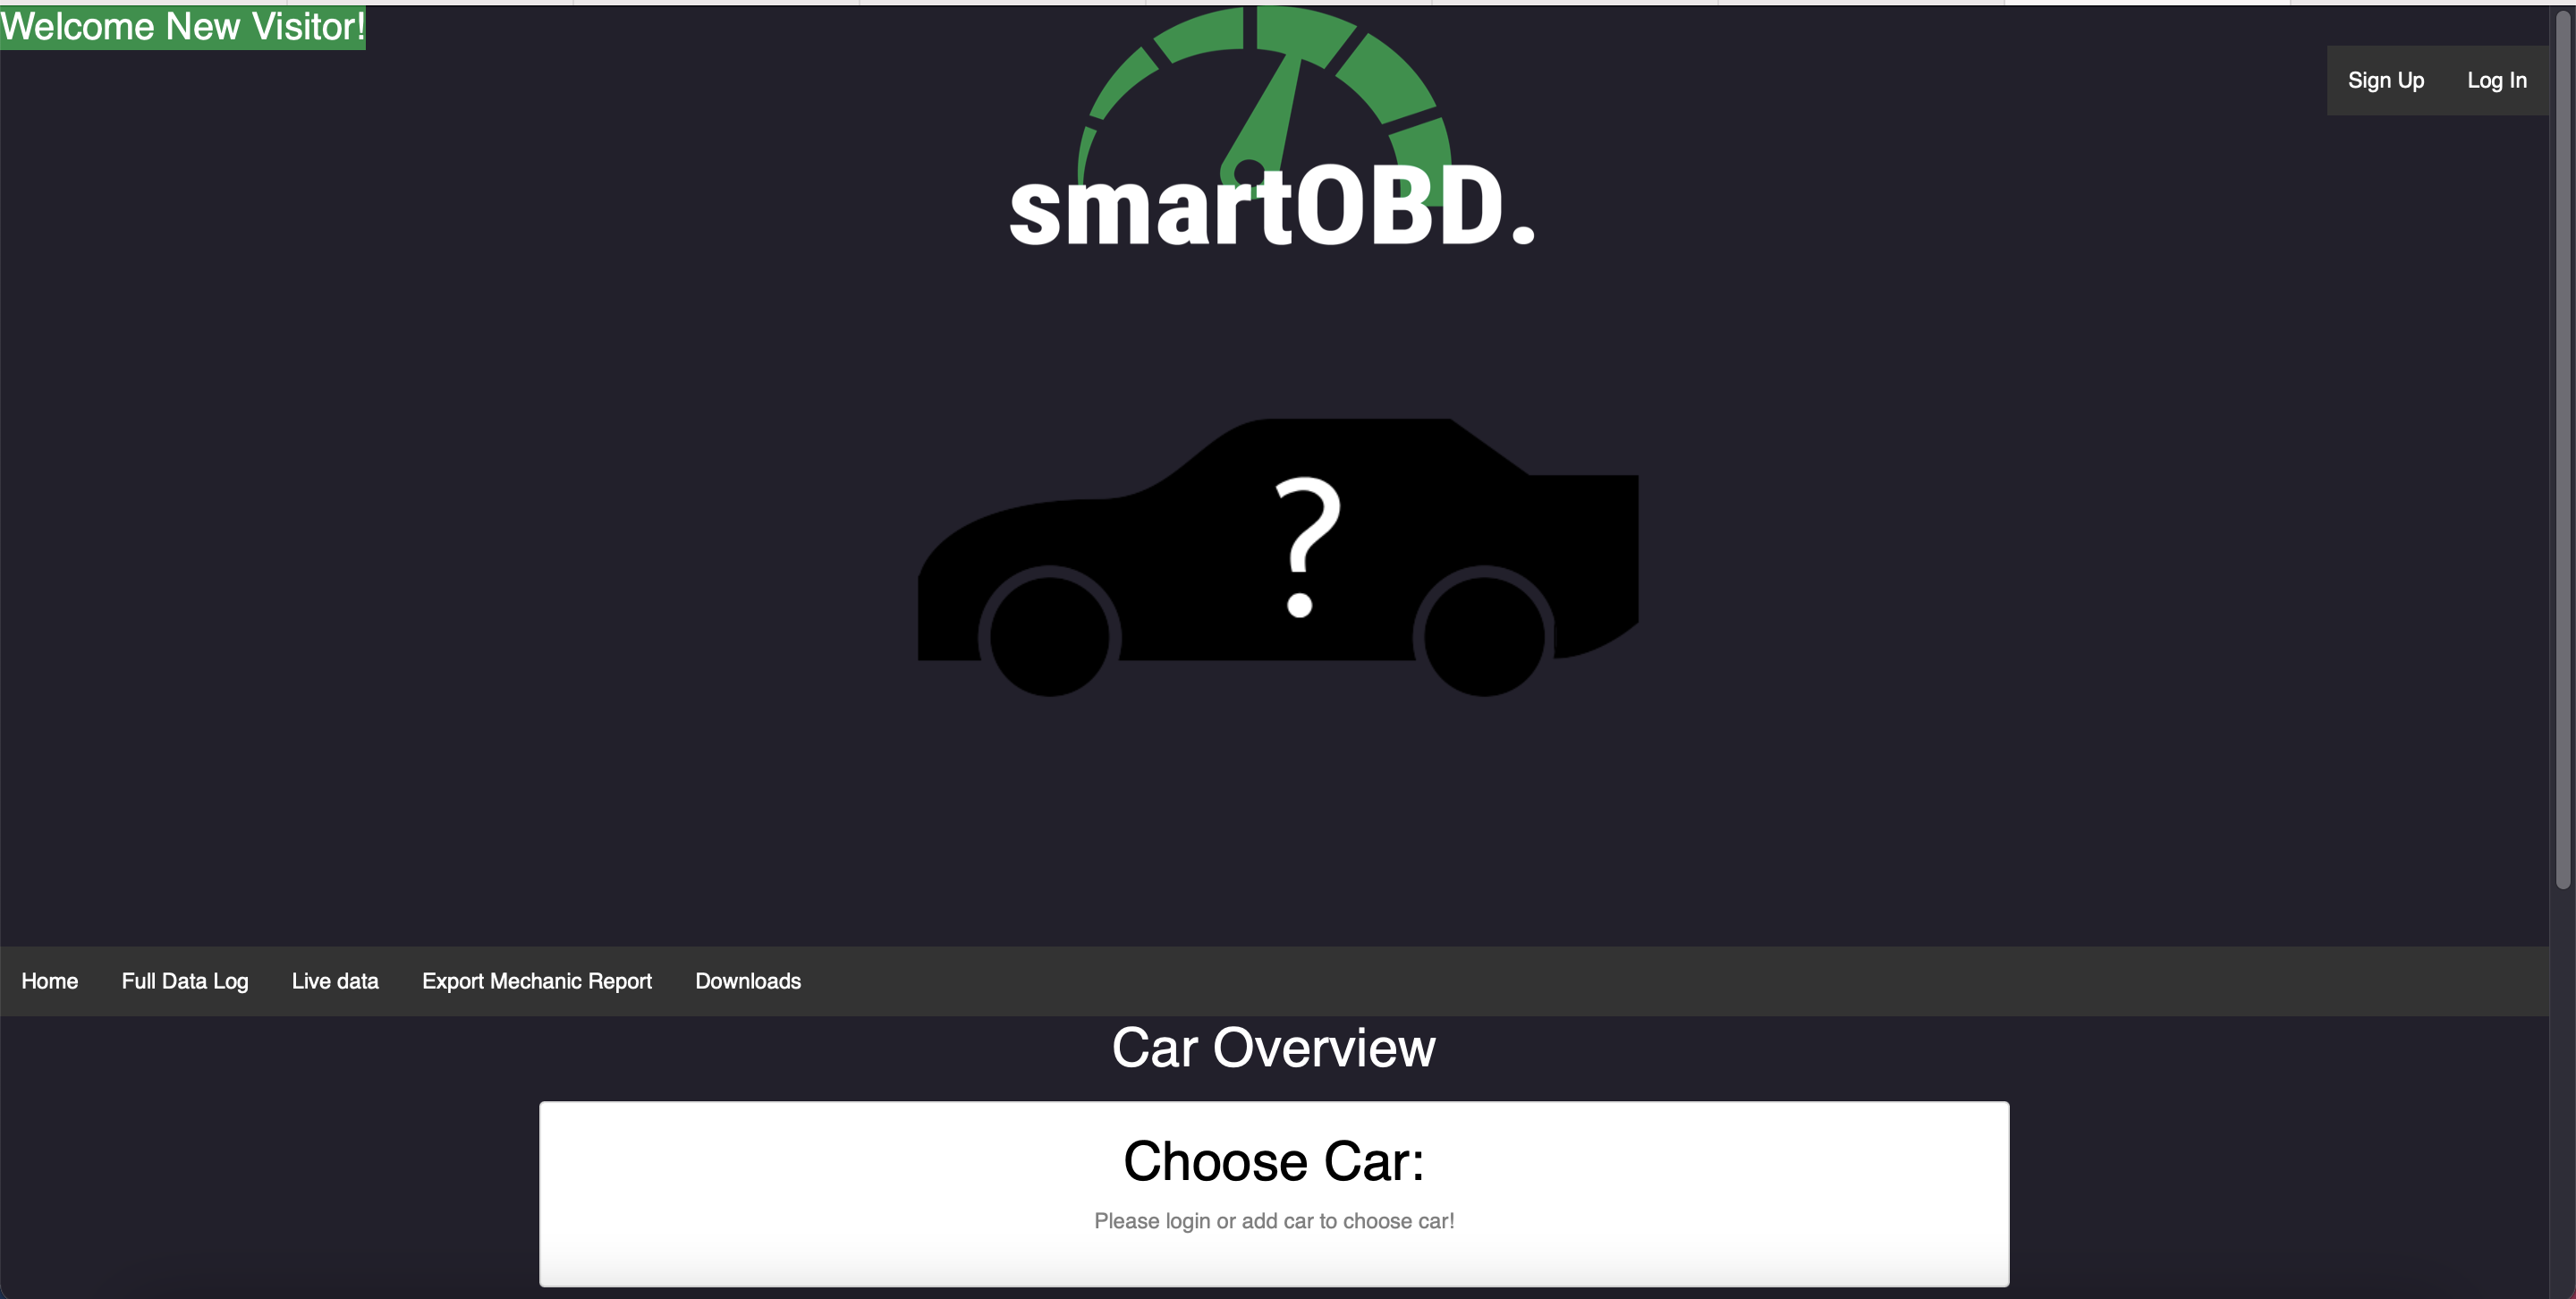 Welcome New Visitor!
Sign Up Log In
smartOBD.
?
Home Full Data Log Live data Export Mechanic Report Downloads
Car Overview
Choose Car:
Please login or add car to choose car!